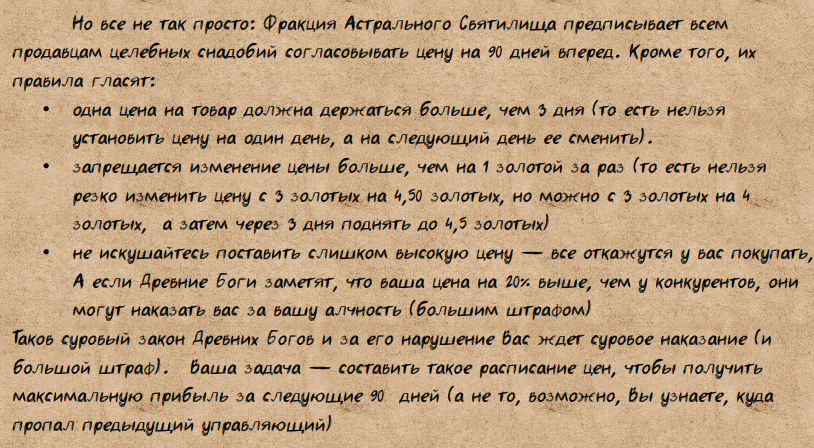 Но все не так просто: Фракция Астрального Святилища предписывает всем
продавцам целебных снадобий согласовывать цену на 90 дней вперед. Кроме того, их
правила гласят:
• одна цена на товар должна держаться больше, чем 3 дня (то есть нельзя
установить цену на один день, а на следующий день ее сменить).
• запрещается изменение цены больше, чем на 1 золотой за раз (то есть нельзя
резко изменить цену с 3 золотых на 4,50 золотых, но можно с 3 золотых на 4
золотых, а затем через 3 дня поднять до 4,5 золотых)
• не искушайтесь поставить слишком высокую цену — все откажутся у вас покупать,
А если Древние Боги заметят, что ваша цена на 20% выше, чем у конкурентов, они
могут наказать вас за вашу алчность (большим штрафом)
Таков суровый закон Древних Богов и за его нарушение Вас ждет суровое наказание (и
большой штраф). Ваша задача — составить такое расписание цен, чтобы получить
максимальную прибыль за следующие 90 дней (а не то, возможно, Вы узнаете, куда
пропал предыдущий управляющий)